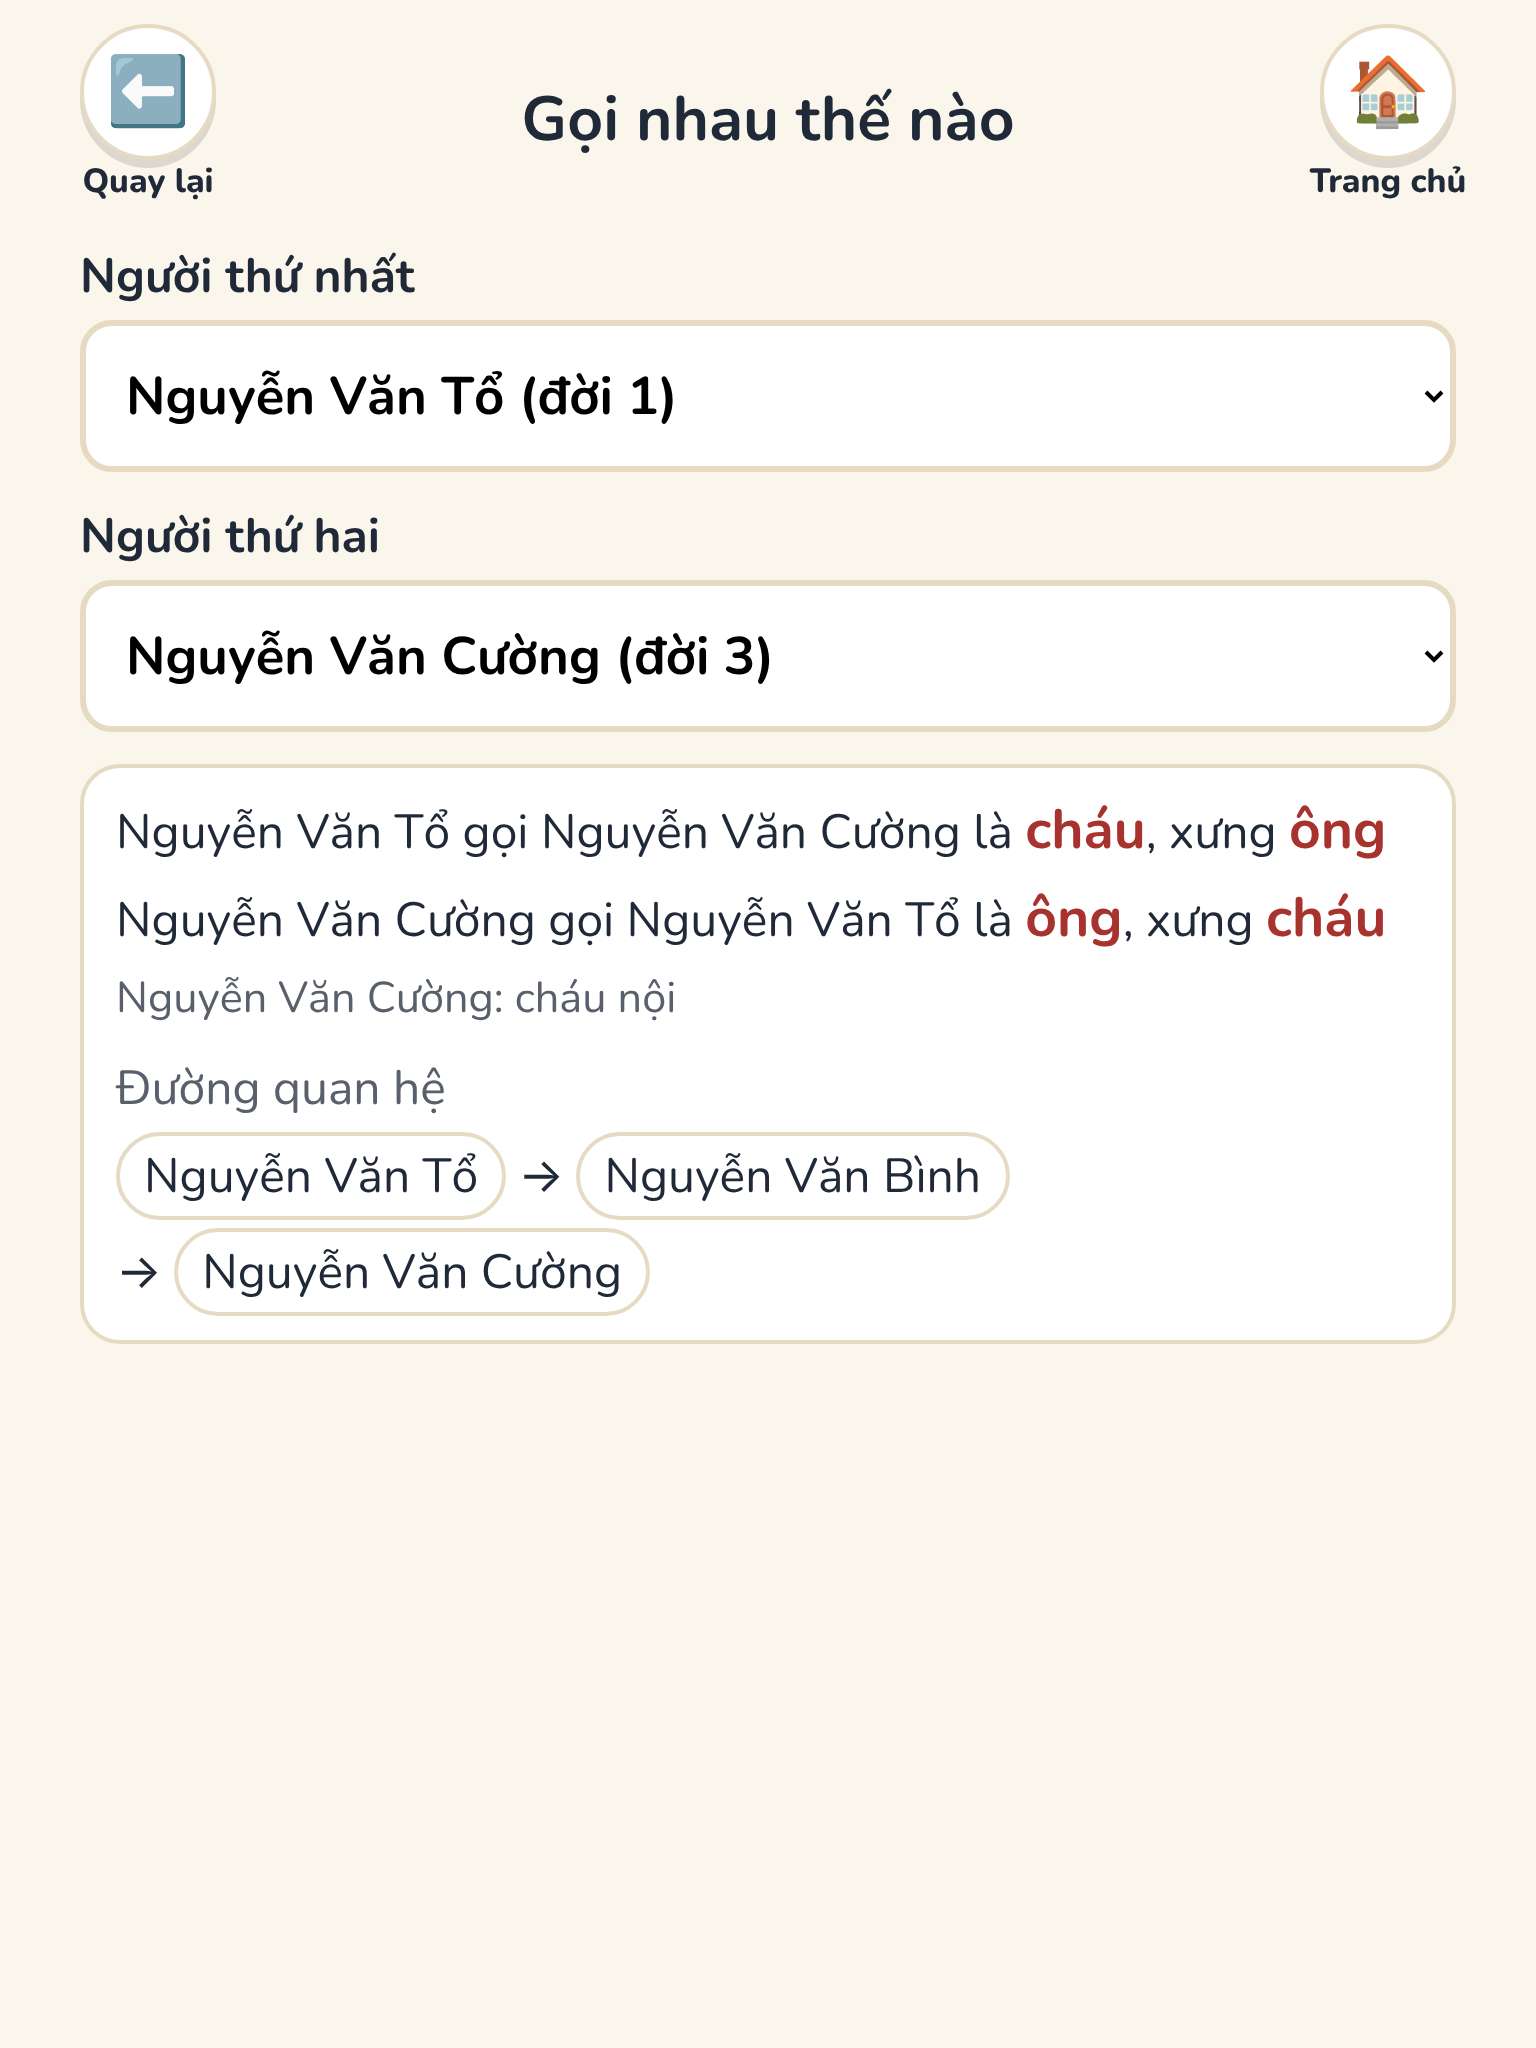 Gọi nhau thế nào
Quay lại
Trang chủ
Người thứ nhất
Nguyễn Văn Tổ (đời 1)
Người thứ hai
Nguyễn Văn Cường (đời 3)
Nguyễn Văn Tổ gọi Nguyễn Văn Cường là cháu, xưng ông
Nguyễn Văn Cường gọi Nguyễn Văn Tổ là ông, xưng cháu
Nguyễn Văn Cường: cháu nội
Đường quan hệ
Nguyễn Văn Tổ → Nguyễn Văn Bình
→ Nguyễn Văn Cường